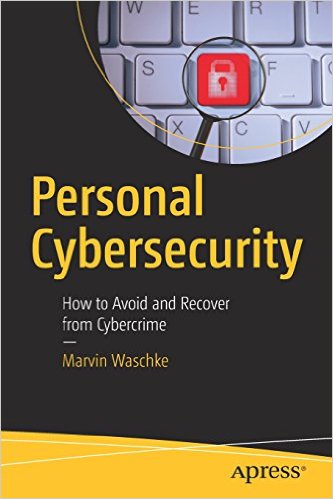 W E R T
S F G
X C V
Personal
Cybersecurity
How to Avoid and Recover
from Cybercrime
—
Marvin Waschke
Apress®